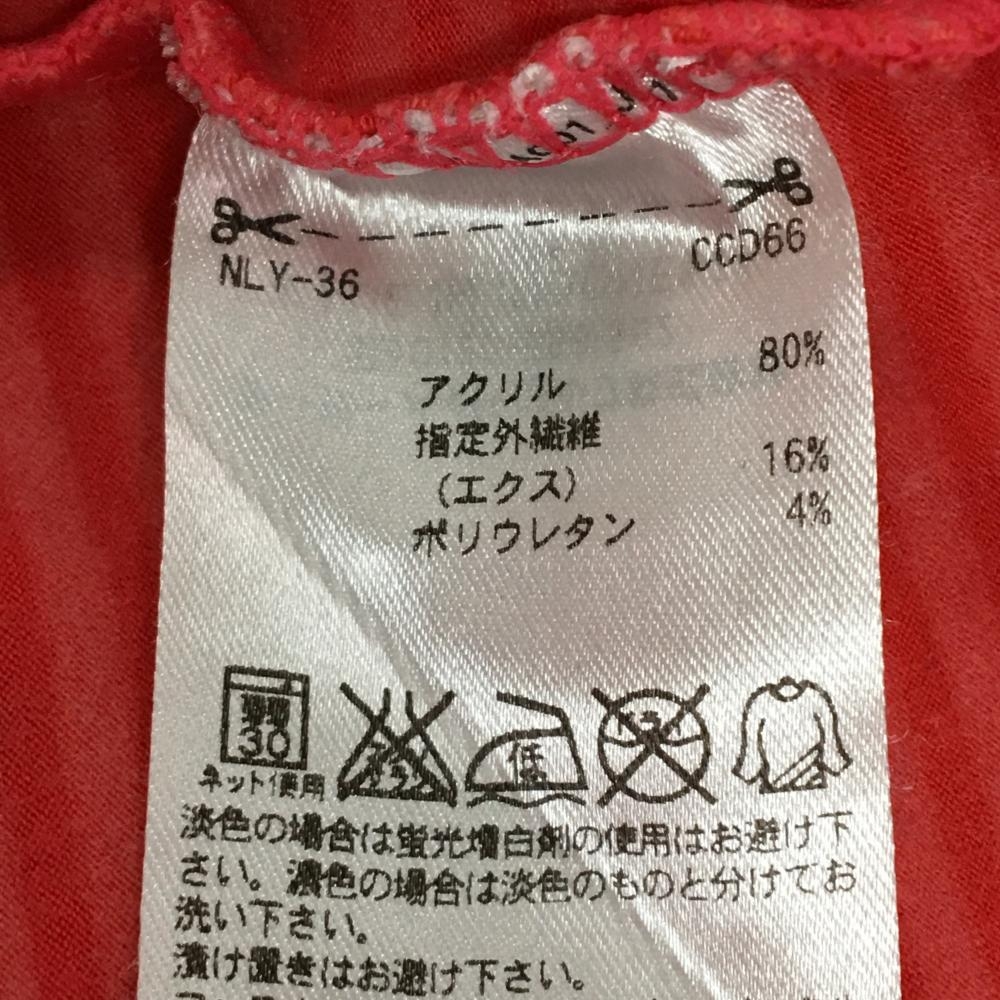 NLY-36 CCD66
アクリル 80%
指定外繊維
(エクス) 16%
ポリウレタン 4%
30
ネット使用
低
淡色の場合は蛍光増白剤の使用はお避け下
さい。濃色の場合は淡色のものと分けてお
洗い下さい。
漬け置きはお避け下さい。